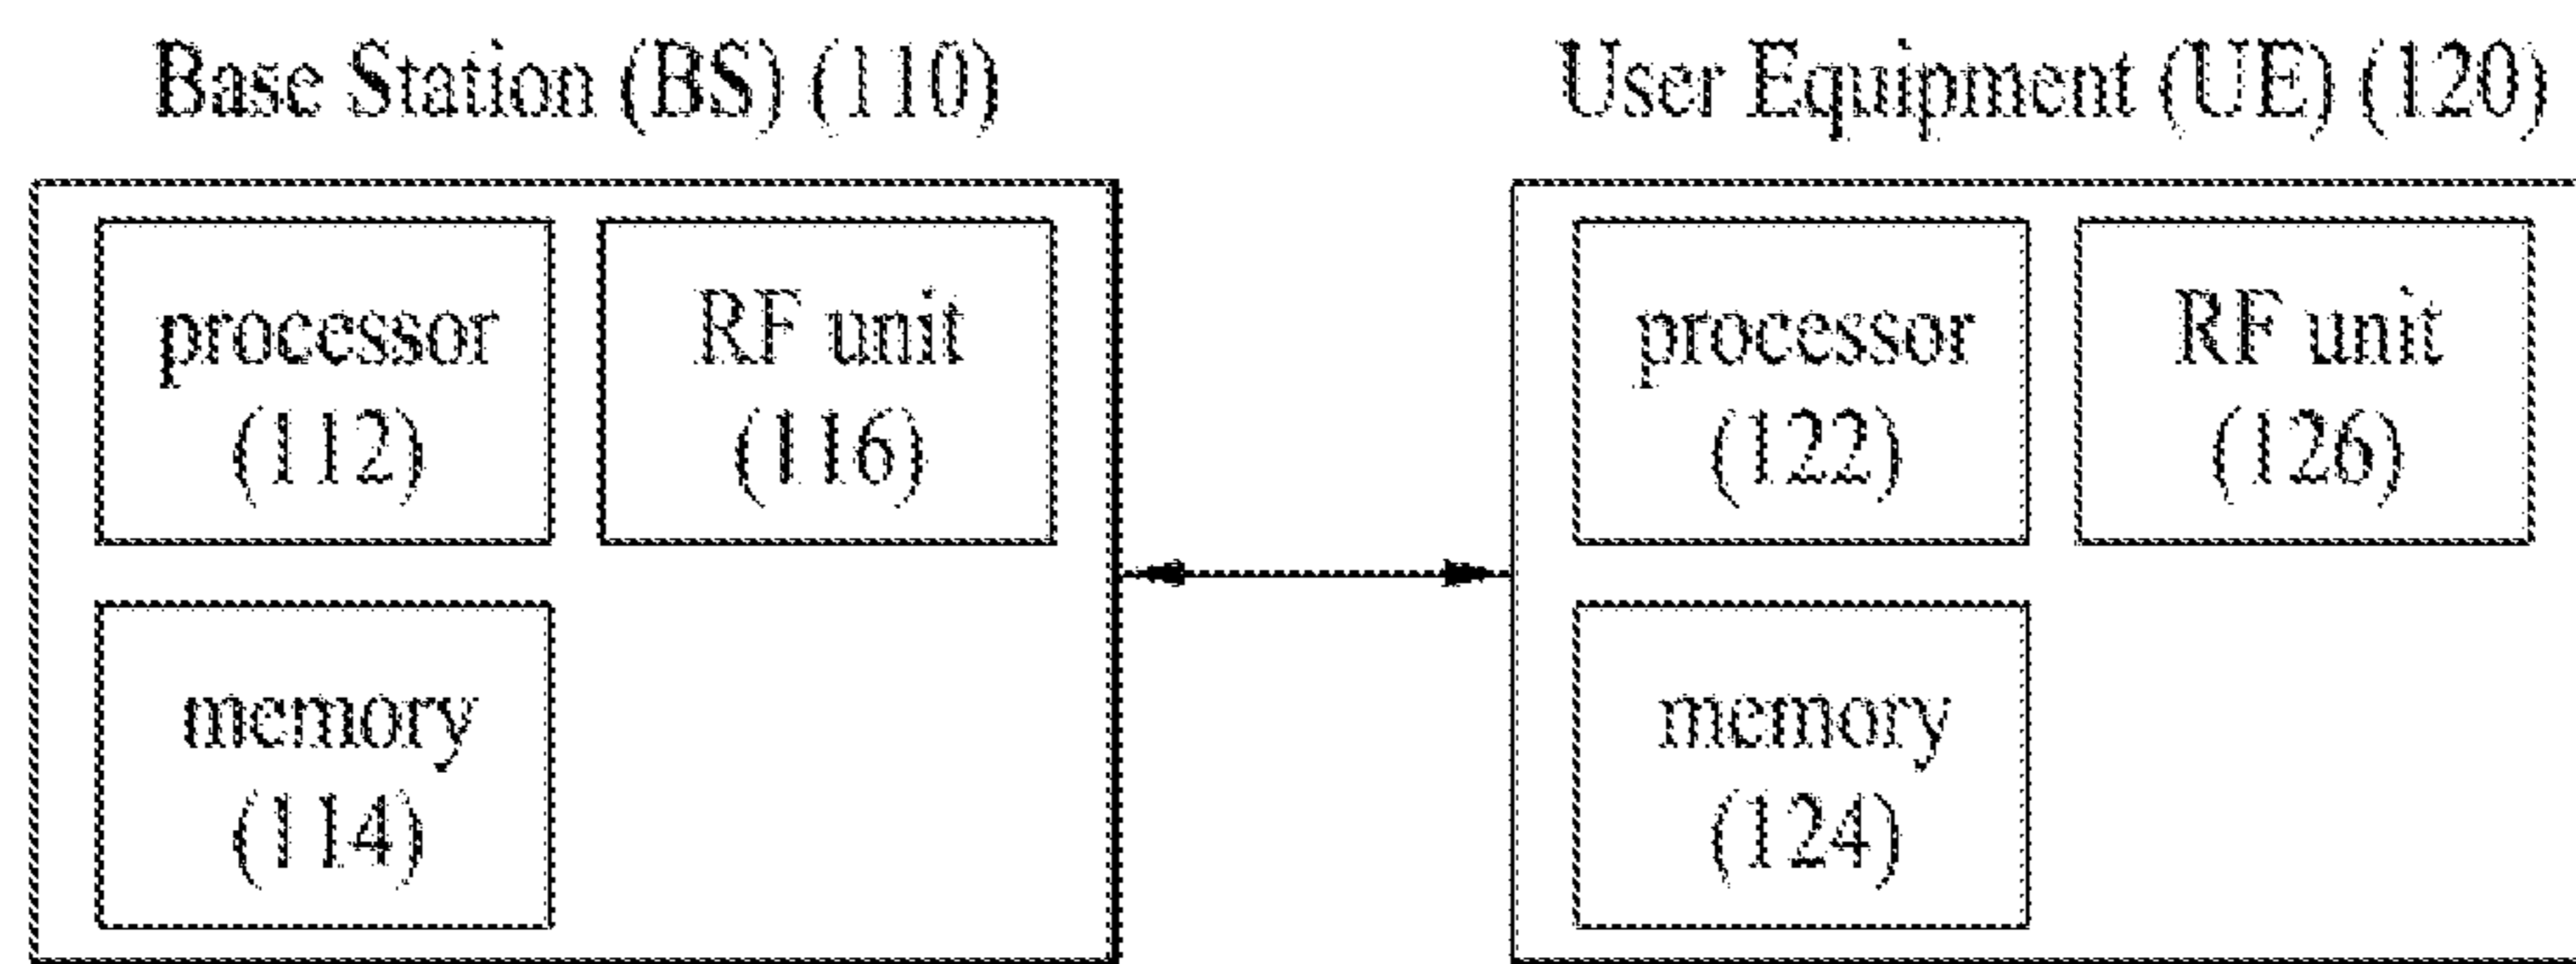 Base Station (BS) (110)
processor
(112)
RF unit
(116)
memory
(114)
User Equipment (UE) (120)
processor
(122)
RF unit
(126)
memory
(124)